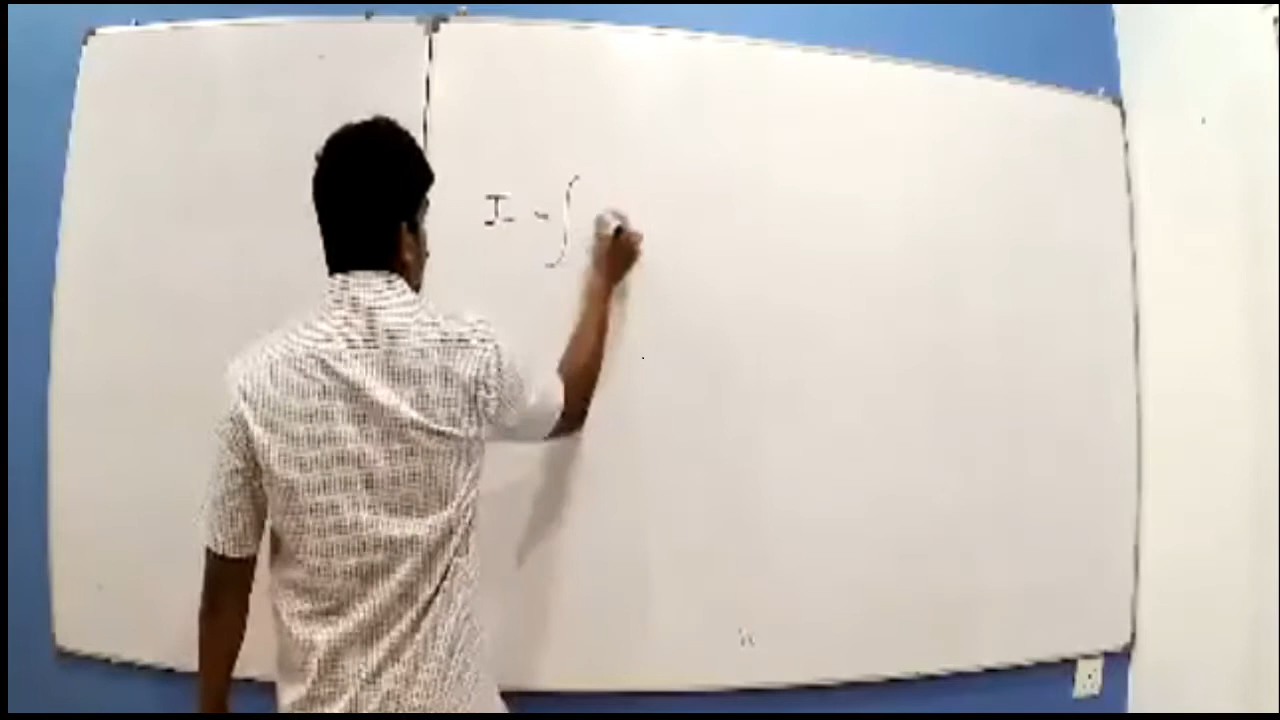 I = ∫